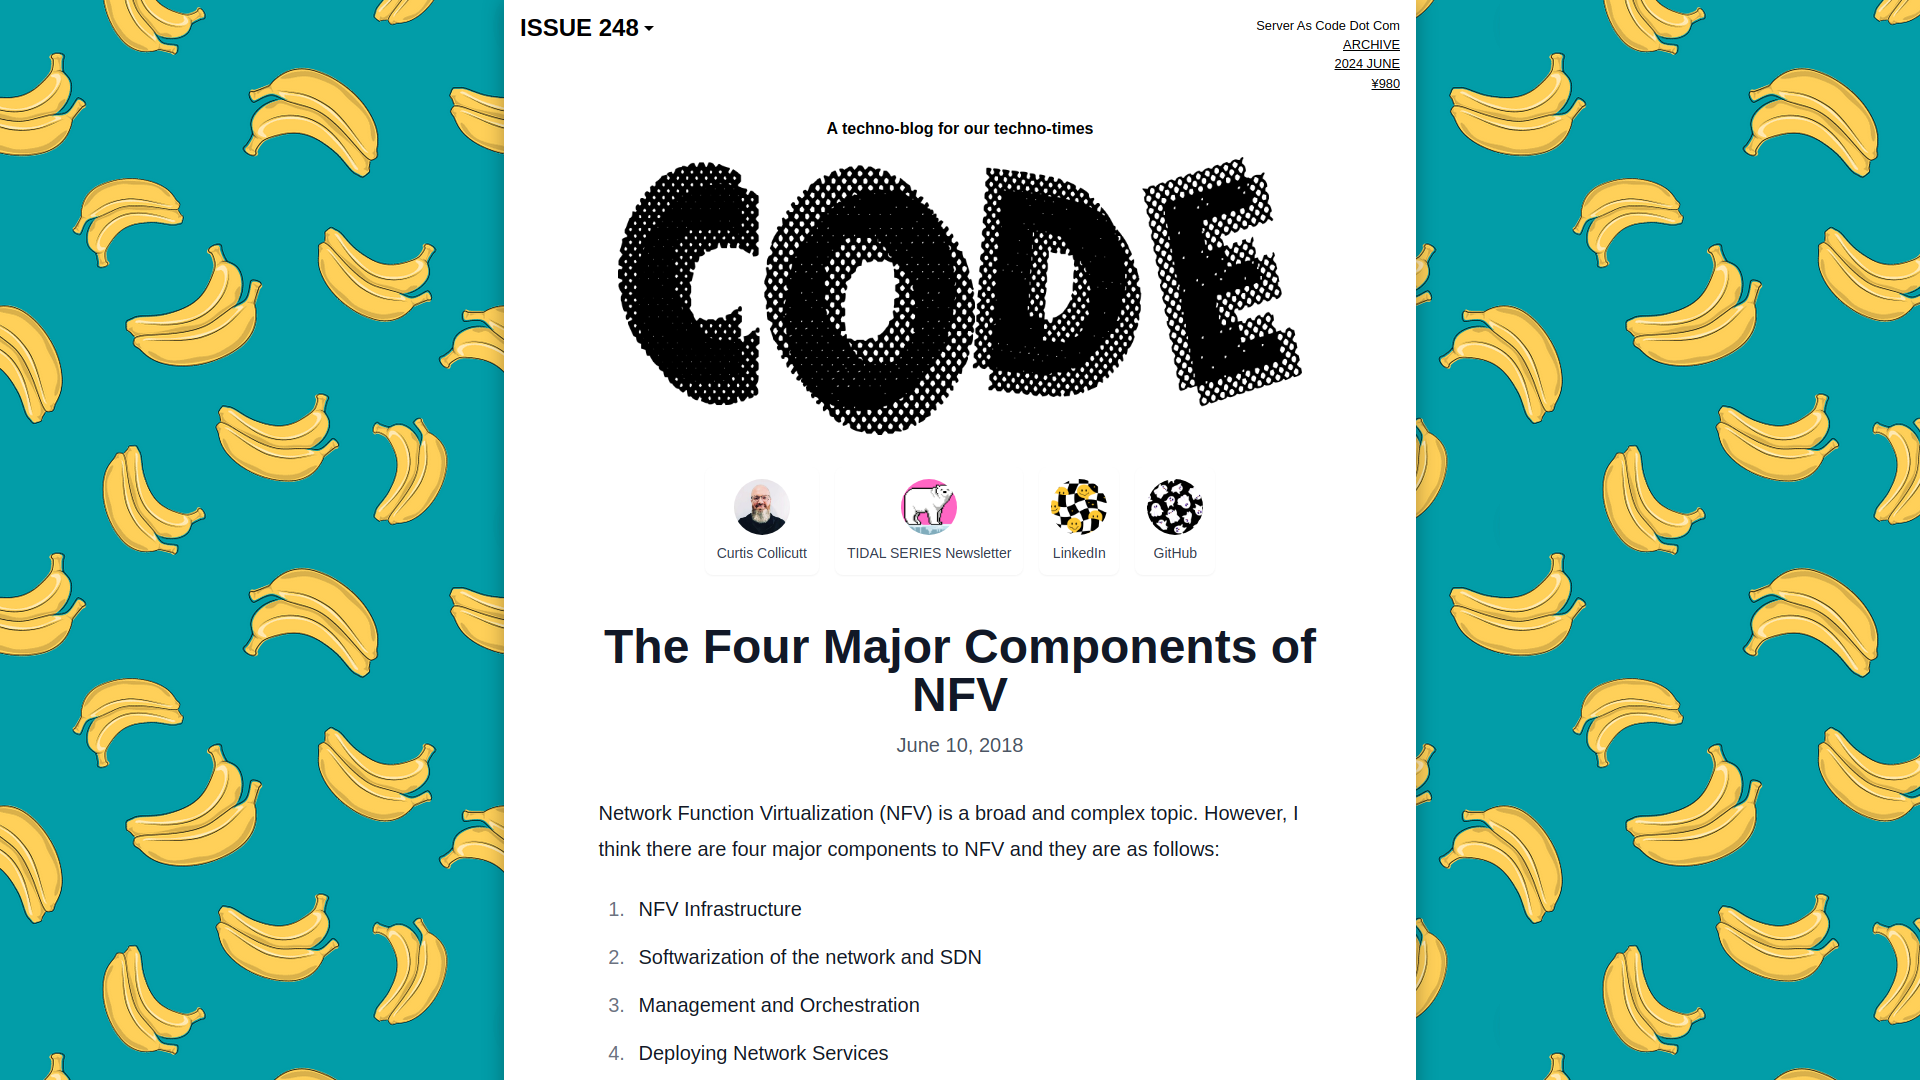 ISSUE 248
Server As Code Dot Com
ARCHIVE
2024 JUNE
¥980
A techno-blog for our techno-times
CODE
Curtis Collicutt
TIDAL SERIES Newsletter
LinkedIn
GitHub
The Four Major Components of
NFV
June 10, 2018
Network Function Virtualization (NFV) is a broad and complex topic. However, I
think there are four major components to NFV and they are as follows:
1. NFV Infrastructure
2. Softwarization of the network and SDN
3. Management and Orchestration
4. Deploying Network Services